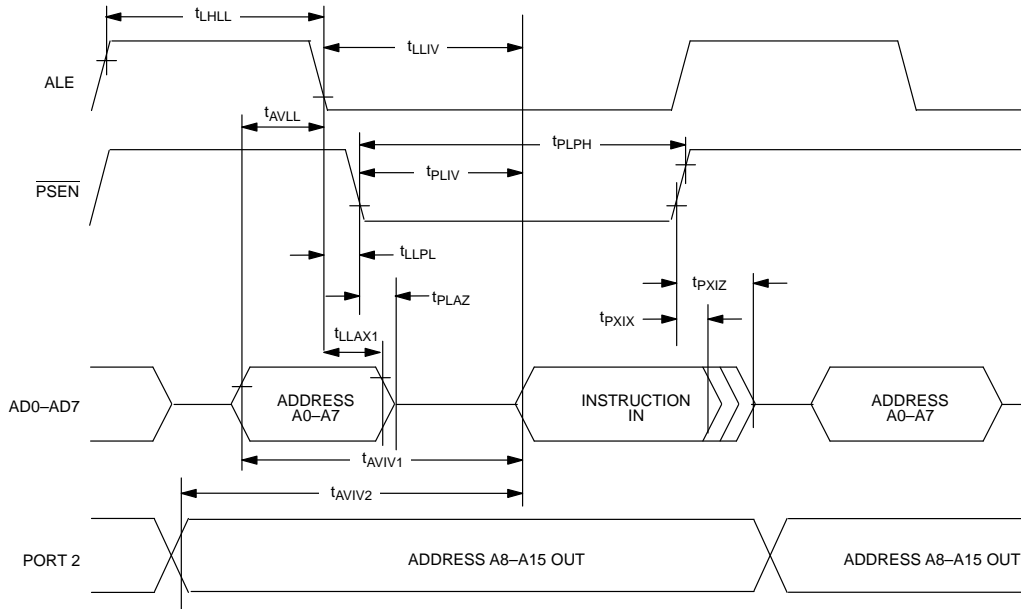 tLHLL
tLLIV
ALE
tAVLL
tPLPH
PSEN
tPLIV
tLLPL
tPLAZ
tPXIZ
tPXIX
tLLAX1
AD0–AD7
ADDRESS
A0–A7
INSTRUCTION
IN
ADDRESS
A0–A7
tAVIV1
tAVIV2
PORT 2
ADDRESS A8–A15 OUT
ADDRESS A8–A15 OUT